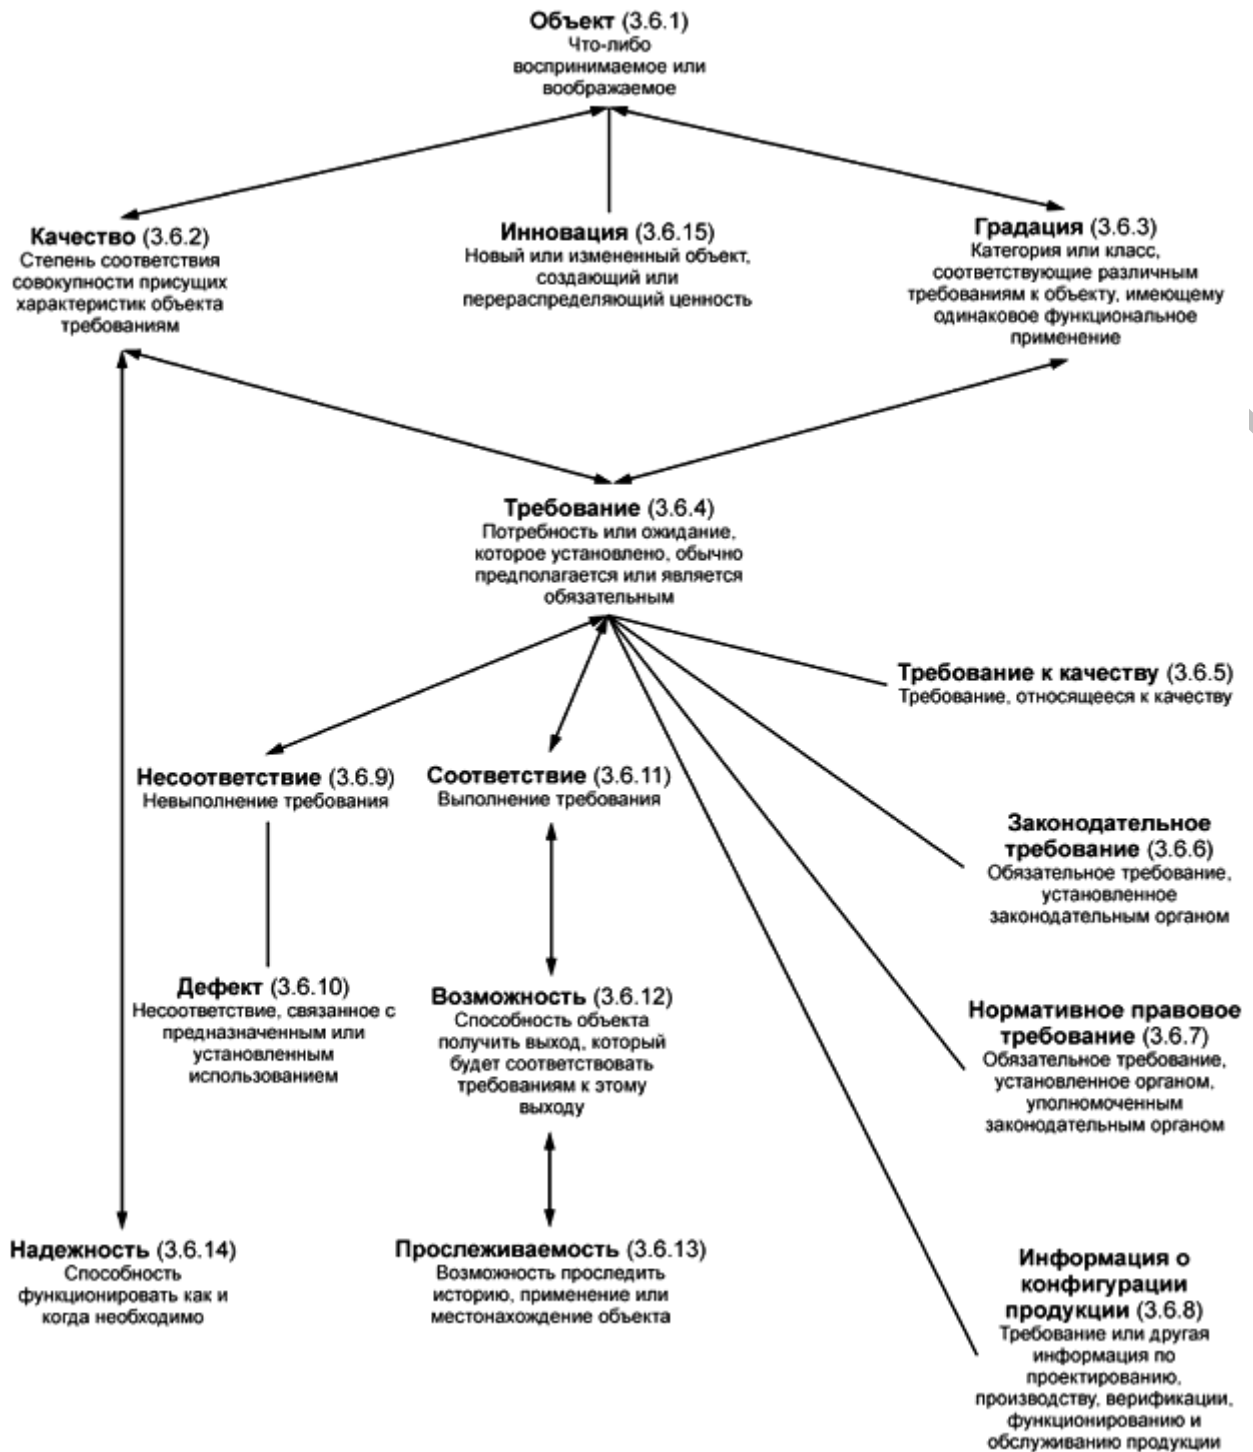 Объект (3.6.1)
Что-либо
воспринимаемое или
воображаемое
Качество (3.6.2)
Степень соответствия
совокупности присущих
характеристик объекта
требованиям
Инновация (3.6.15)
Новый или измененный объект,
создающий или
перераспределяющий ценность
Градация (3.6.3)
Категория или класс,
соответствующие различным
требованиям к объекту, имеющему
одинаковое функциональное
применение
Требование (3.6.4)
Потребность или ожидание,
которое установлено, обычно
предполагается или является
обязательным
Требование к качеству (3.6.5)
Требование, относящееся к качеству
Несоответствие (3.6.9)
Невыполнение требования
Соответствие (3.6.11)
Выполнение требования
Законодательное
требование (3.6.6)
Обязательное требование,
установленное
законодательным органом
Дефект (3.6.10)
Несоответствие, связанное с
предназначенным или
установленным
использованием
Возможность (3.6.12)
Способность объекта
получить выход, который
будет соответствовать
требованиям к этому
выходу
Нормативное правовое
требование (3.6.7)
Обязательное требование,
установленное органом,
уполномоченным
законодательным органом
Надежность (3.6.14)
Способность
функционировать как и
когда необходимо
Прослеживаемость (3.6.13)
Возможность проследить
историю, применение или
местонахождение объекта
Информация о
конфигурации
продукции (3.6.8)
Требование или другая
информация по
проектированию,
производству, верификации,
функционированию и
обслуживанию продукции